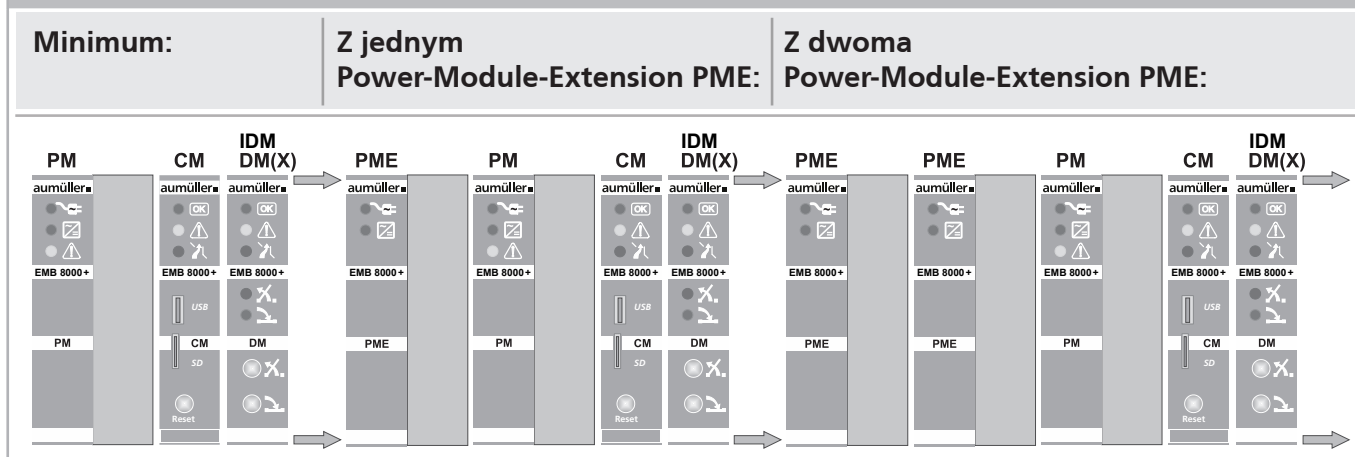 Minimum:
Z jednym
Power-Module-Extension PME:
Z dwoma
Power-Module-Extension PME:
PM
CM
IDM
DM(X)
PME
PM
CM
IDM
DM(X)
PME
PME
PM
CM
IDM
DM(X)
aumüller
aumüller
aumüller
aumüller
aumüller
aumüller
aumüller
aumüller
aumüller
aumüller
aumüller
aumüller
OK
OK
OK
OK
OK
OK
EMB 8000+
EMB 8000+
EMB 8000+
EMB 8000+
EMB 8000+
EMB 8000+
EMB 8000+
EMB 8000+
EMB 8000+
EMB 8000+
EMB 8000+
EMB 8000+
USB
USB
USB
PM
CM
DM
PME
PM
CM
DM
PME
PME
PM
CM
DM
SD
SD
SD
Reset
Reset
Reset